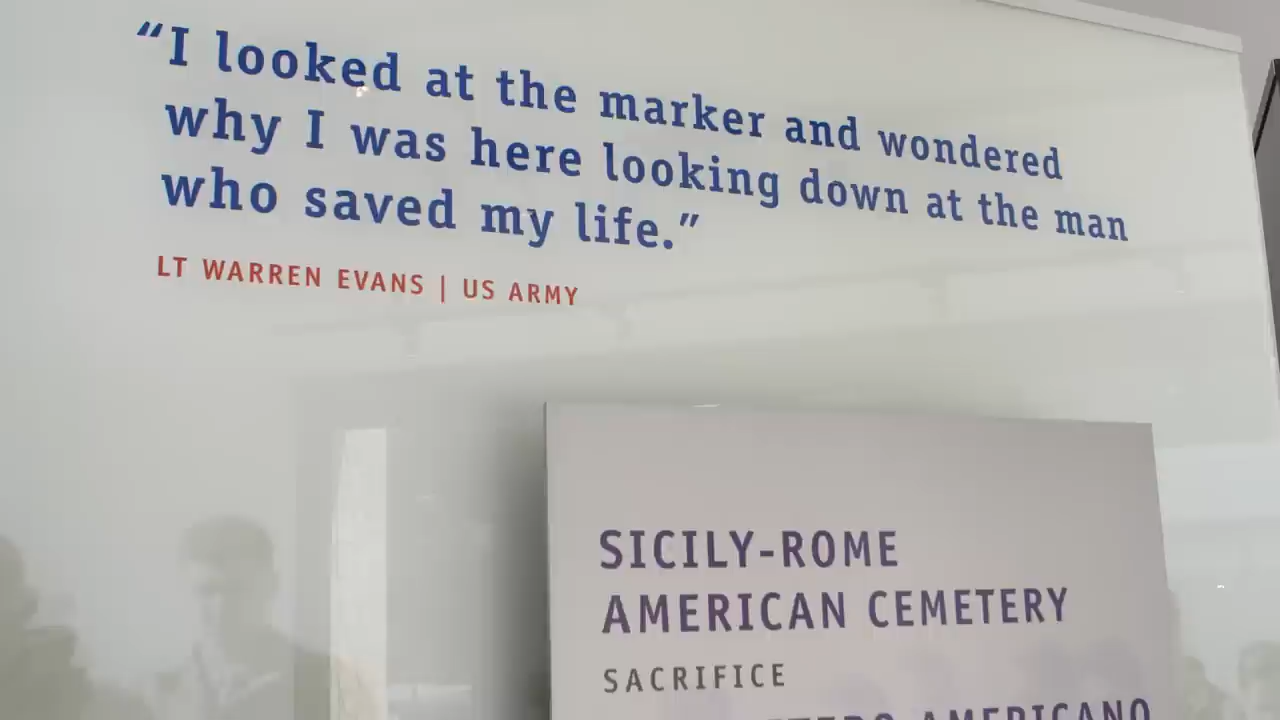 “I looked at the marker and wondered
why I was here looking down at the man
who saved my life.”
LT WARREN EVANS | US ARMY
SICILY-ROME
AMERICAN CEMETERY
SACRIFICE
AMERICANO